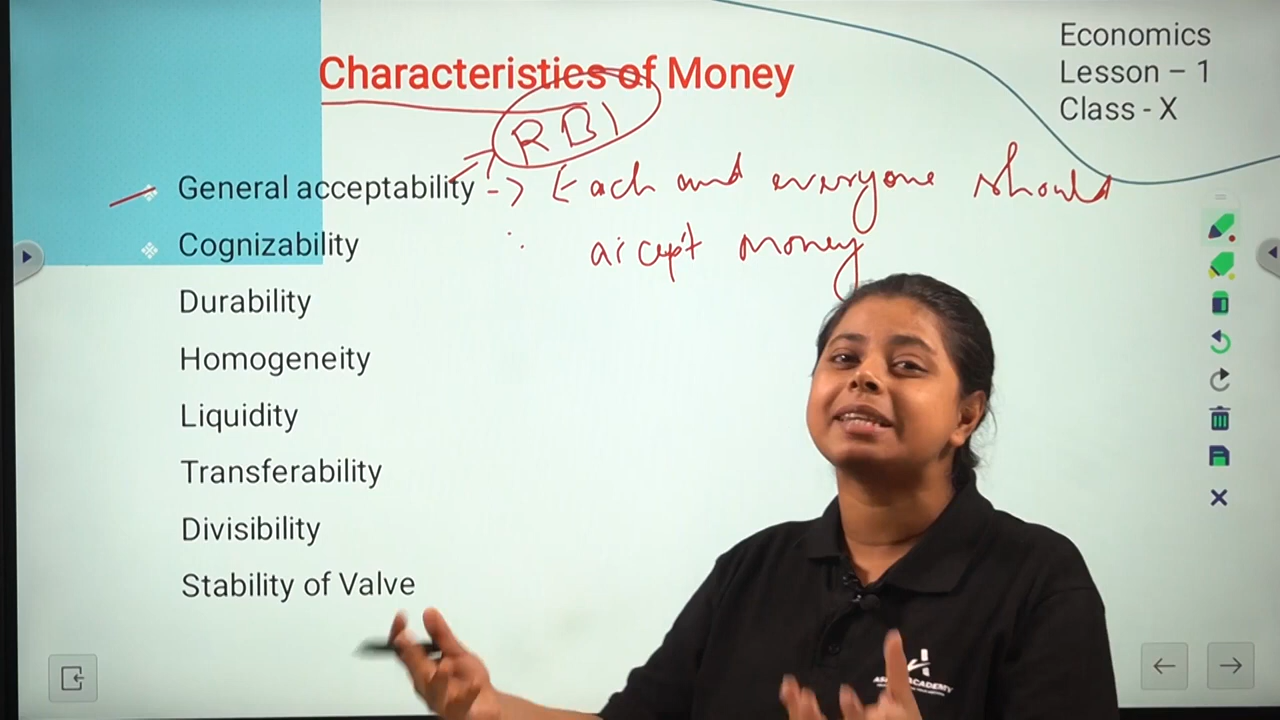 Economics
Lesson – 1
Class - X
Characteristics of Money
RBI
General acceptability -> Each and everyone should
accept money
Cognizability
Durability
Homogeneity
Liquidity
Transferability
Divisibility
Stability of Valve
ACADEMY